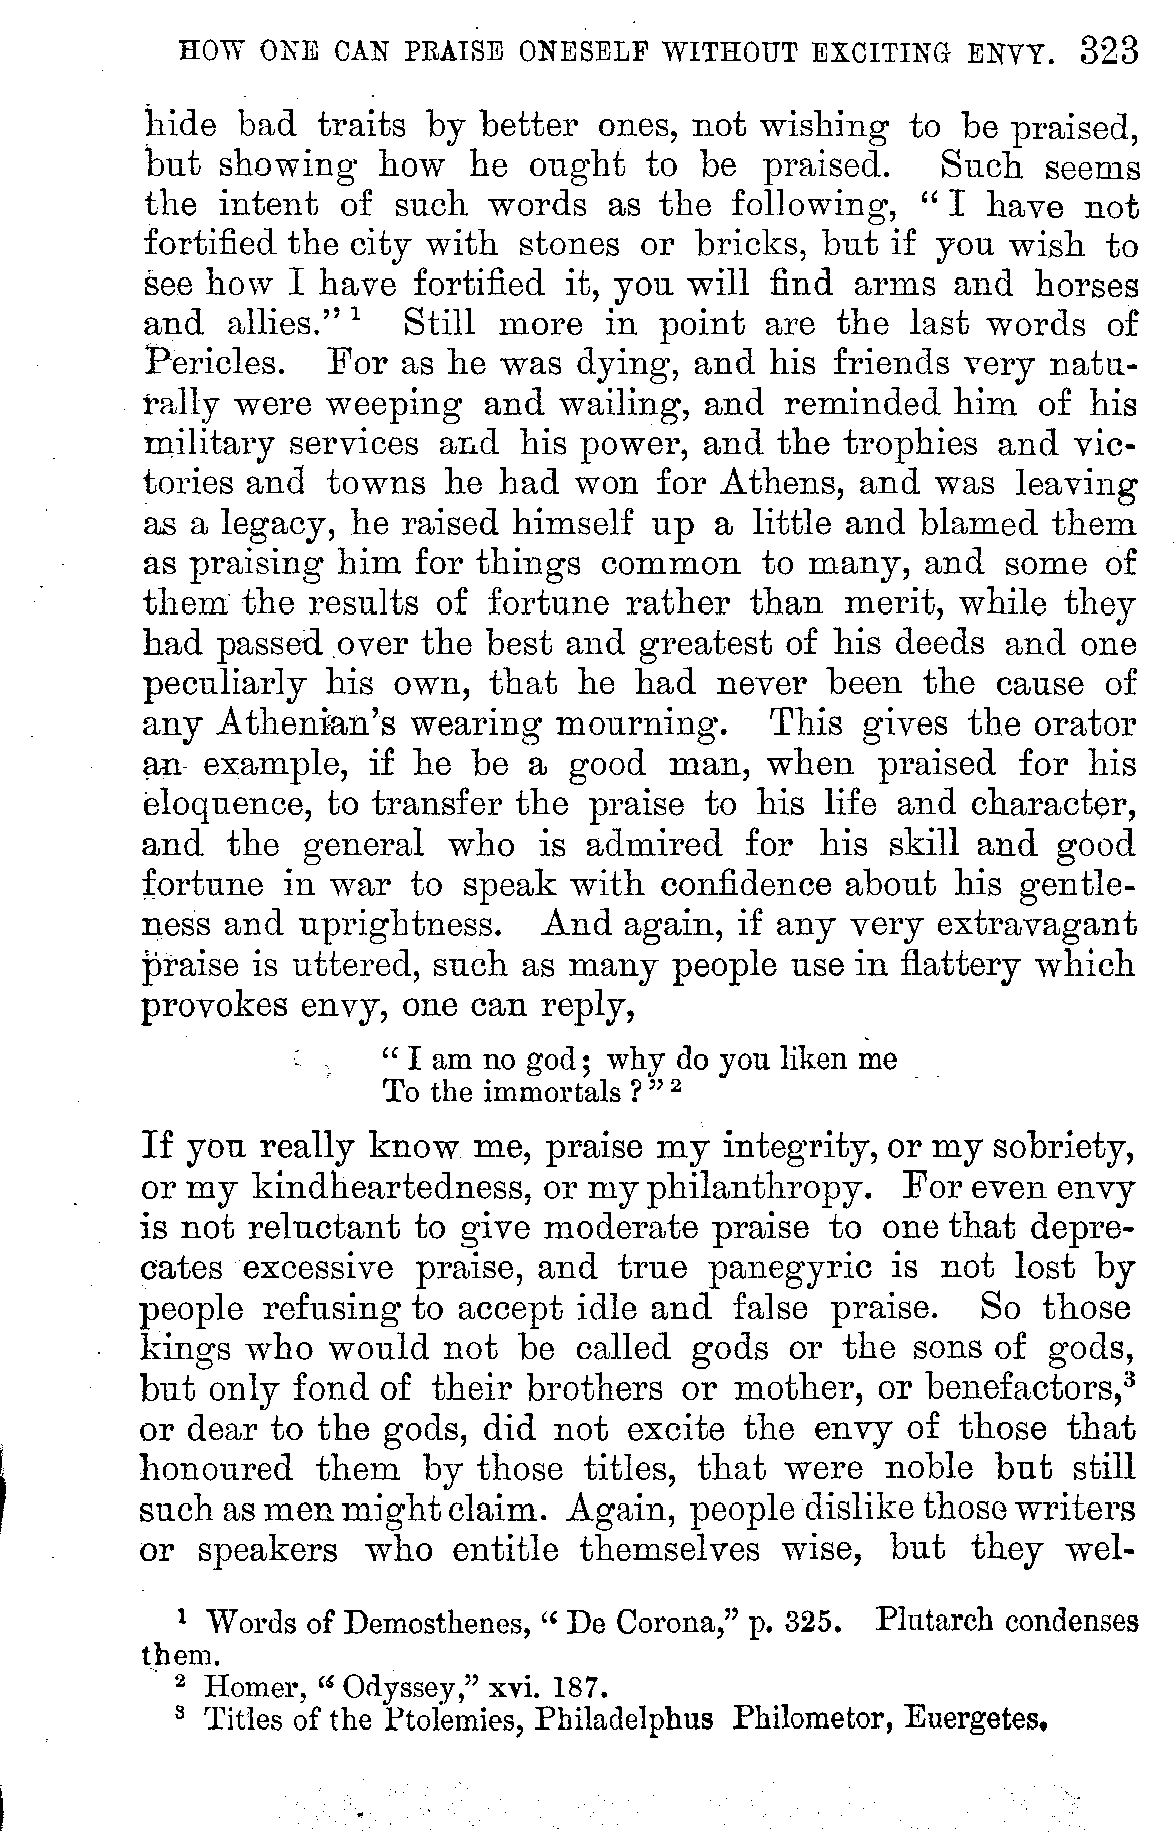 HOW ONE CAN PRAISE ONESELF WITHOUT EXCITING ENVY. 323
hide bad traits by better ones, not wishing to be praised,
but showing how he ought to be praised. Such seems
the intent of such words as the following, “I have not
fortified the city with stones or bricks, but if you wish to
see how I have fortified it, you will find arms and horses
and allies.” ¹ Still more in point are the last words of
Pericles. For as he was dying, and his friends very natu-
rally were weeping and wailing, and reminded him of his
military services and his power, and the trophies and vic-
tories and towns he had won for Athens, and was leaving
as a legacy, he raised himself up a little and blamed them
as praising him for things common to many, and some of
them the results of fortune rather than merit, while they
had passed over the best and greatest of his deeds and one
peculiarly his own, that he had never been the cause of
any Athenian’s wearing mourning. This gives the orator
an example, if he be a good man, when praised for his
eloquence, to transfer the praise to his life and character,
and the general who is admired for his skill and good
fortune in war to speak with confidence about his gentle-
ness and uprightness. And again, if any very extravagant
praise is uttered, such as many people use in flattery which
provokes envy, one can reply,
“I am no god; why do you liken me
To the immortals?” ²
If you really know me, praise my integrity, or my sobriety,
or my kindheartedness, or my philanthropy. For even envy
is not reluctant to give moderate praise to one that depre-
cates excessive praise, and true panegyric is not lost by
people refusing to accept idle and false praise. So those
kings who would not be called gods or the sons of gods,
but only fond of their brothers or mother, or benefactors,³
or dear to the gods, did not excite the envy of those that
honoured them by those titles, that were noble but still
such as men might claim. Again, people dislike those writers
or speakers who entitle themselves wise, but they wel-
¹ Words of Demosthenes, “De Corona,” p. 325. Plutarch condenses
them.
² Homer, “Odyssey,” xvi. 187.
³ Titles of the Ptolemies, Philadelphus Philometor, Euergetes.